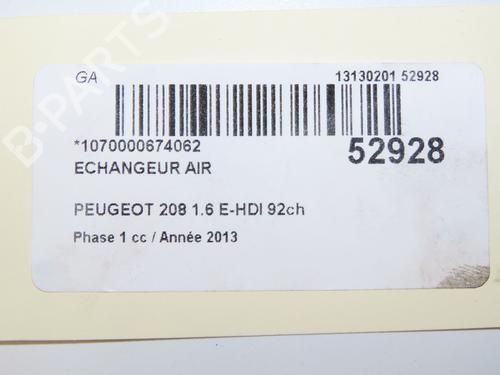 GA
13130201 52928
*1070000674062
52928
ECHANGEUR AIR
PEUGEOT 208 1.6 E-HDI 92ch
Phase 1 cc / Année 2013
B-PARTS